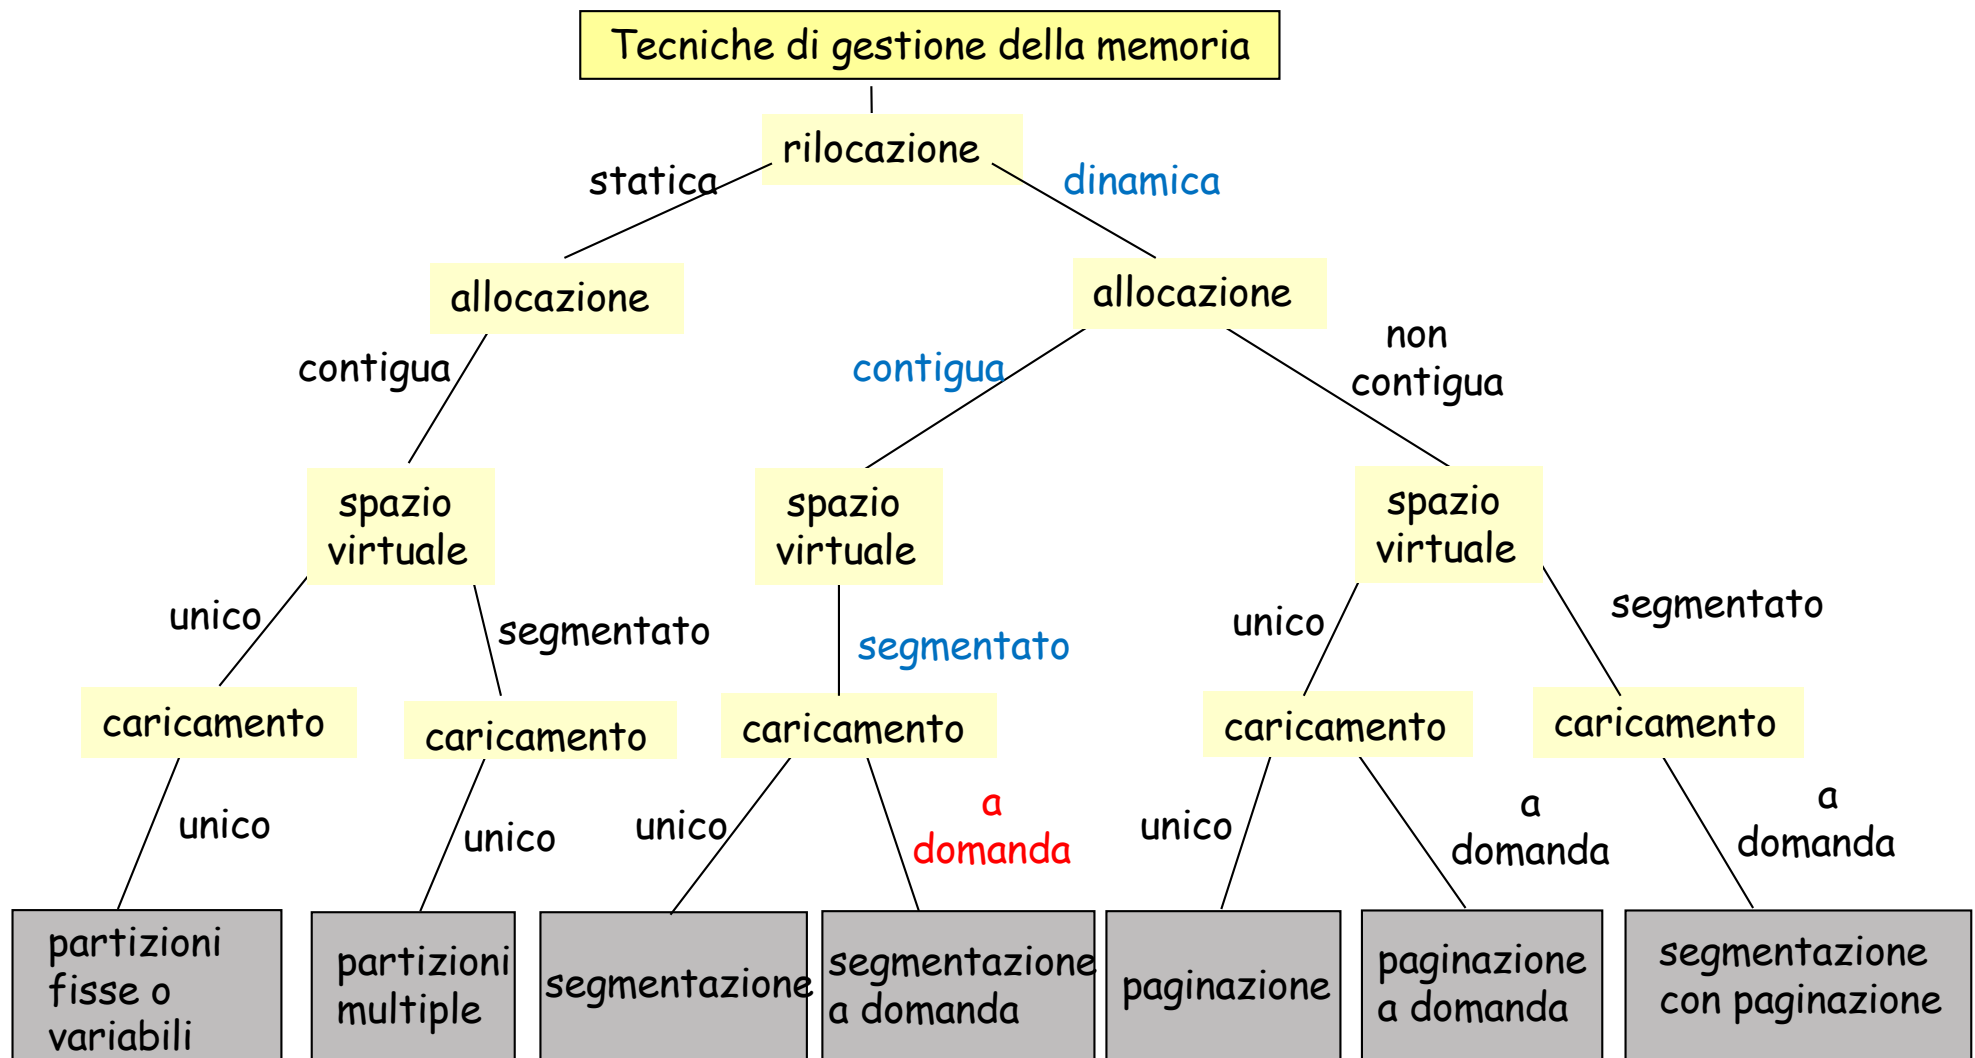 Tecniche di gestione della memoria
rilocazione
statica
dinamica
allocazione
allocazione
contigua
contigua
non
contigua
spazio
virtuale
spazio
virtuale
spazio
virtuale
unico
segmentato
segmentato
unico
segmentato
caricamento
caricamento
caricamento
caricamento
caricamento
unico
unico
unico
a
domanda
unico
a
domanda
a
domanda
partizioni
fisse o
variabili
partizioni
multiple
segmentazione
segmentazione
a domanda
paginazione
paginazione
a domanda
segmentazione
con paginazione